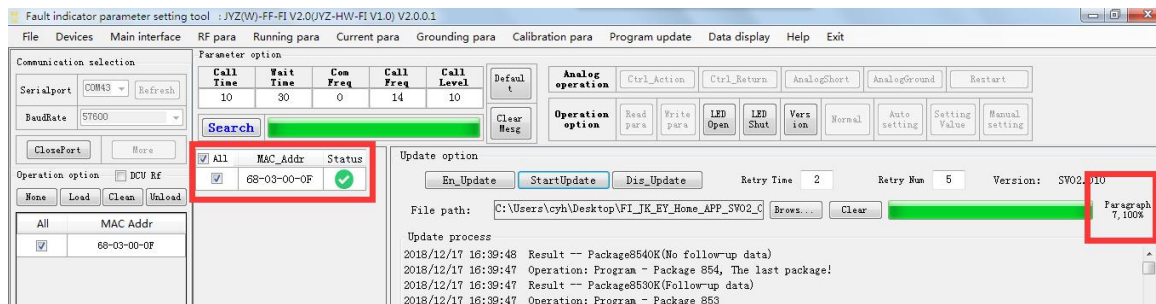 Fault indicator parameter setting tool : JYZ(W)-FF-FI V2.0(JYZ-HW-FI V1.0) V2.0.0.1
File Devices Main interface RF para Running para Current para Grounding para Calibration para Program update Data display Help Exit
Communication selection
Serialport COM43 Refresh
BaudRate 57600
ClosePort More
Operation option DCU Rf
None Load Clean Unload
All MAC Addr
68-03-00-0F
Parameter option
Call Time Wait Time Com Freq Call Freq Call Level
10 30 0 14 10
Search
Defaul
t
Clear
Mesg
Analog
operation
Ctrl_Action Ctrl_Return AnalogShort AnalogGround Restart
Operation
option
Read
para
Write
para
LED
Open
LED
Shut
Vers
ion
Normal
Auto
setting
Setting
Value
Manual
setting
All MAC_Addr Status
68-03-00-0F
Update option
En_Update StartUpdate Dis_Update Retry Time 2 Retry Num 5 Version: SV02.010
File path: C:\Users\cyh\Desktop\FI_JK_EY_Home_APP_SV02_0 Brows... Clear
Paragraph
7,100%
Update process
2018/12/17 16:39:48 Result -- Package854OK(No follow-up data)
2018/12/17 16:39:47 Operation: Program - Package 854, The last package!
2018/12/17 16:39:47 Result -- Package853OK(Follow-up data)
2018/12/17 16:39:47 Operation: Program - Package 853